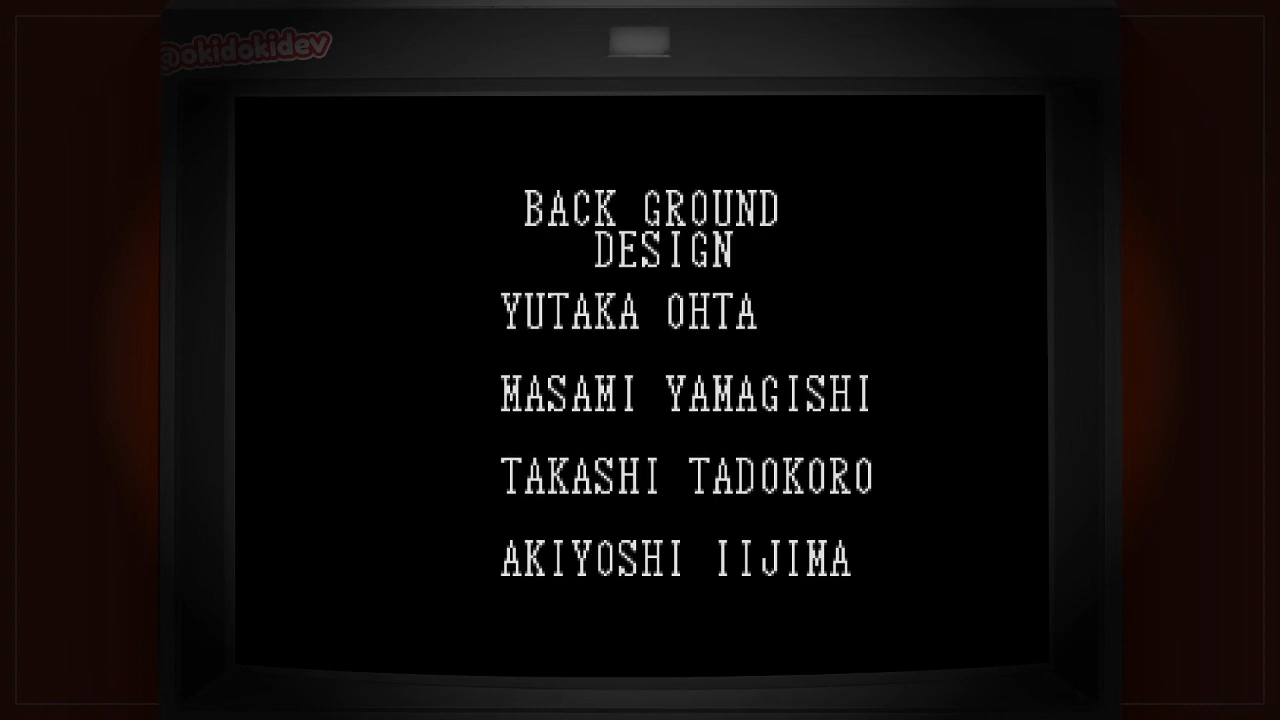 @okidokidev
BACK GROUND
DESIGN
YUTAKA OHTA
MASAMI YAMAGISHI
TAKASHI TADOKORO
AKIYOSHI IIJIMA